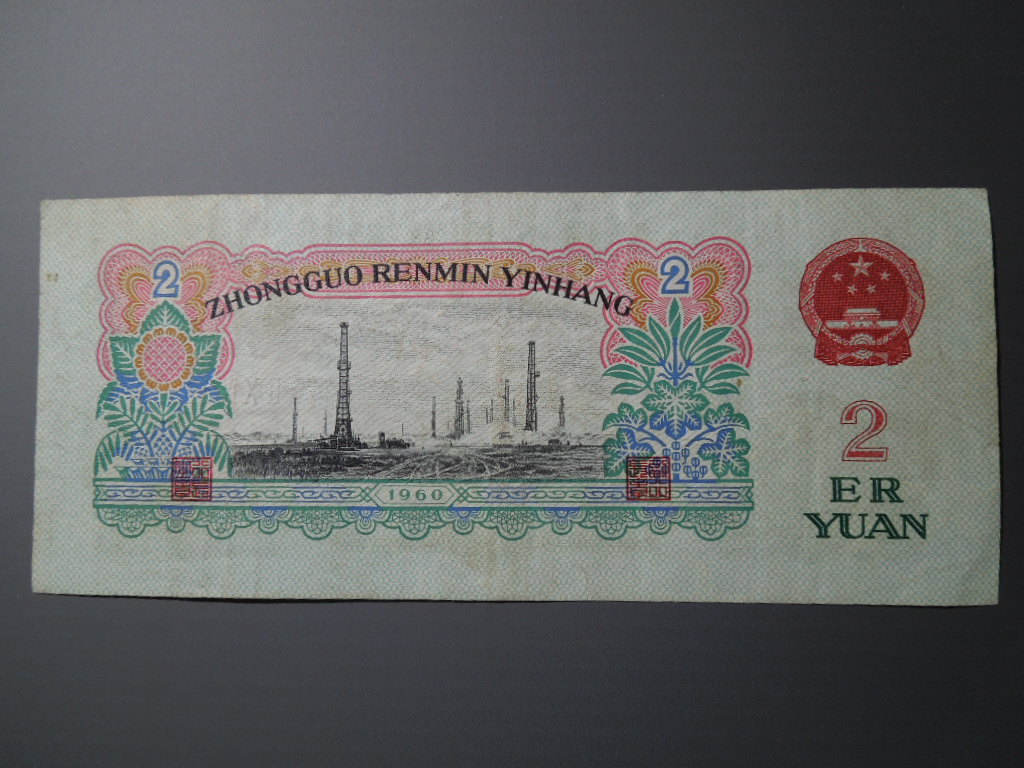 2
2
ZHONGGUO RENMIN YINHANG
1960
2
ER
YUAN